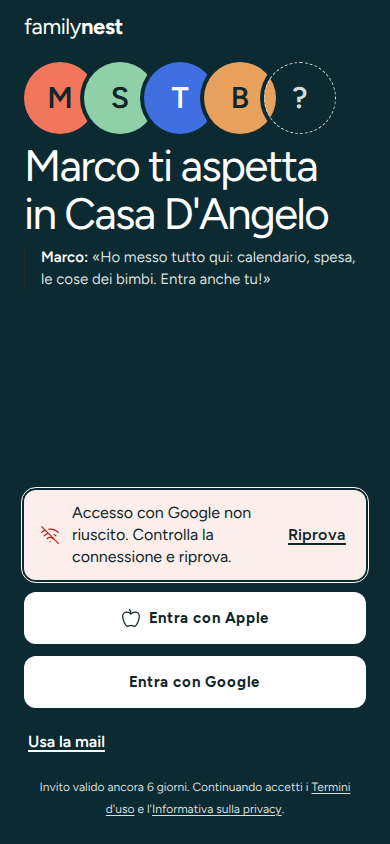 familynest
M S T B ?
Marco ti aspetta
in Casa D'Angelo
Marco: «Ho messo tutto qui: calendario, spesa,
le cose dei bimbi. Entra anche tu!»
Accesso con Google non
riuscito. Controlla la
connessione e riprova.
Riprova
Entra con Apple
Entra con Google
Usa la mail
Invito valido ancora 6 giorni. Continuando accetti i Termini
d'uso e l'Informativa sulla privacy.